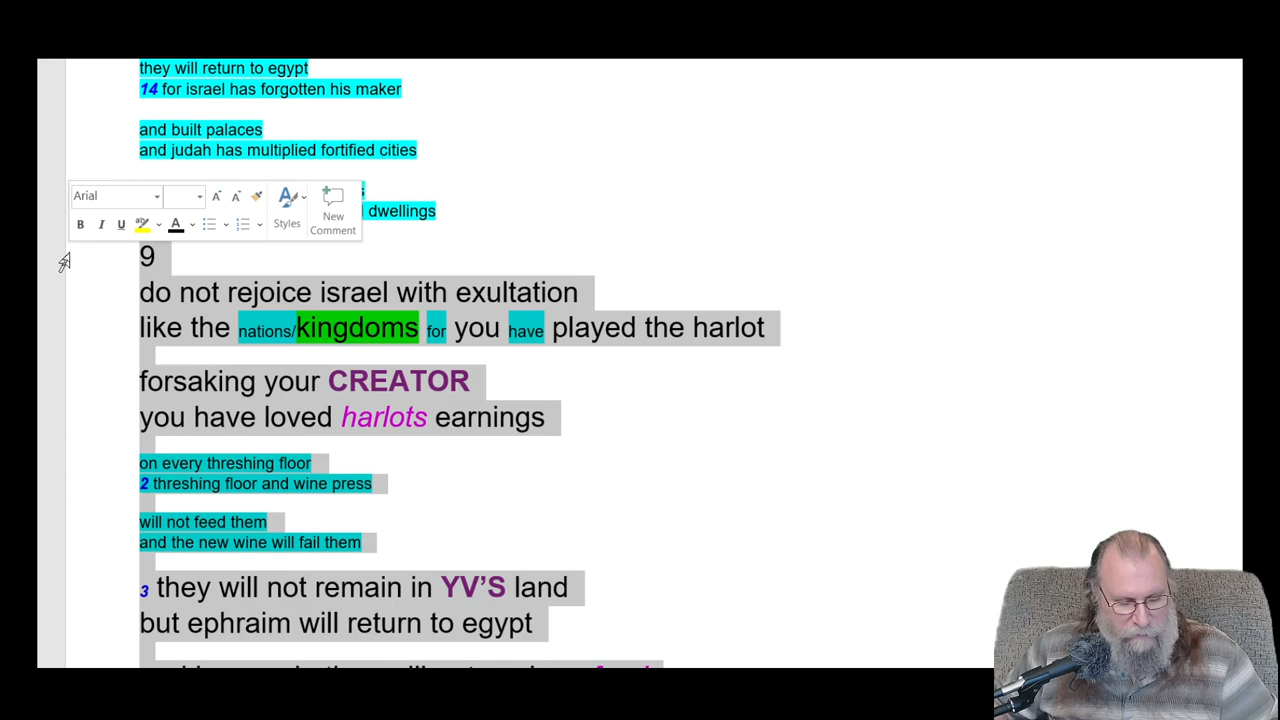 they will return to egypt
14 for israel has forgotten his maker
and built palaces
and judah has multiplied fortified cities
Arial
dwellings
Styles
New
Comment
9
do not rejoice israel with exultation
like the nations/kingdoms for you have played the harlot
forsaking your CREATOR
you have loved harlots earnings
on every threshing floor
2 threshing floor and wine press
will not feed them
and the new wine will fail them
3 they will not remain in YV’S land
but ephraim will return to egypt